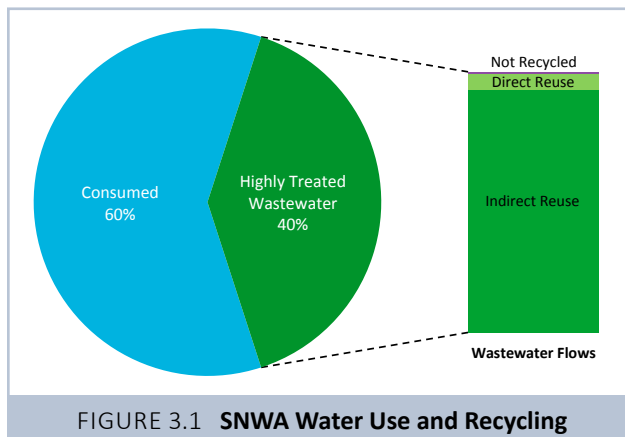 Consumed
60%
Highly Treated
Wastewater
40%
Not Recycled
Direct Reuse
Indirect Reuse
Wastewater Flows
FIGURE 3.1 SNWA Water Use and Recycling